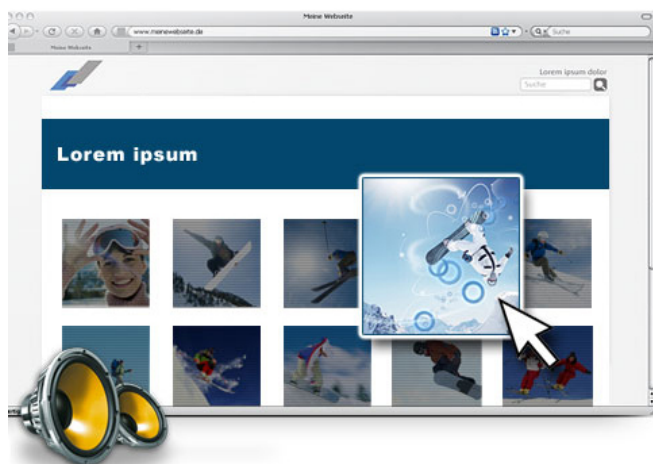 Meine Webseite
www.meinewebseite.de
Suche
Meine Webseite
+
Lorem ipsum dolor
Suche
Lorem ipsum